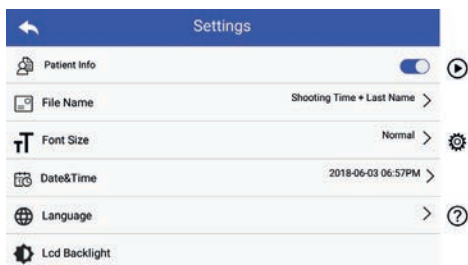 Settings
Patient Info
File Name Shooting Time + Last Name
Font Size Normal
Date&Time 2018-06-03 06:57PM
Language
Lcd Backlight